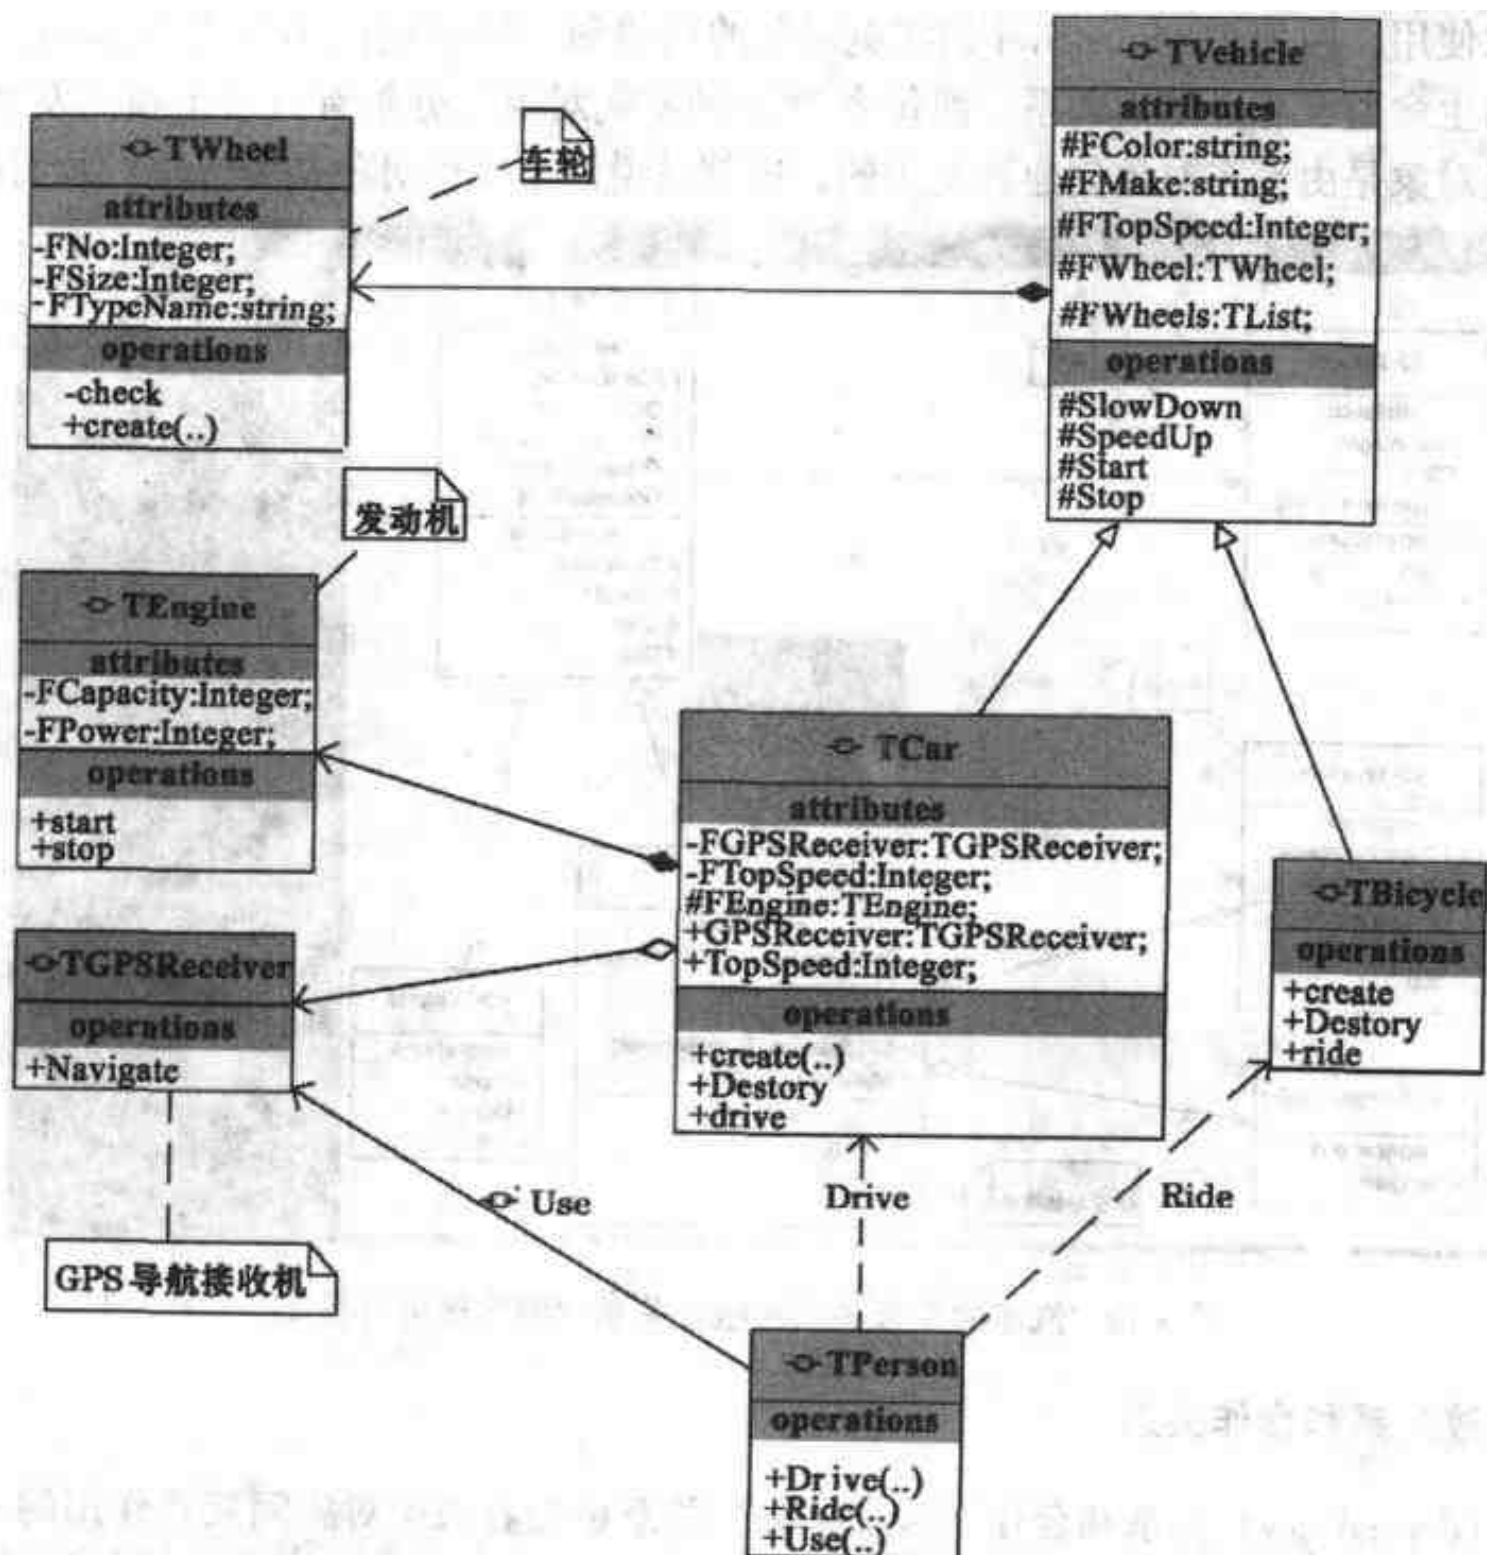 使用
TVehicle
attributes
#FColor:string;
#FMake:string;
#FTopSpeed:Integer;
#FWheel:TWheel;
#FWheels:TList;
operations
#SlowDown
#SpeedUp
#Start
#Stop
TWheel
attributes
-FNo:Integer;
-FSize:Integer;
-FTypeName:string;
operations
-check
+create(..)
车轮
发动机
TEngine
attributes
-FCapacity:Integer;
-FPower:Integer;
operations
+start
+stop
TCar
attributes
-FGPSReceiver:TGPSReceiver;
-FTopSpeed:Integer;
#FEngine:TEngine;
+GPSReceiver:TGPSReceiver;
+TopSpeed:Integer;
operations
+create(..)
+Destory
+drive
TBicycle
operations
+create
+Destory
+ride
TGPSReceiver
operations
+Navigate
GPS导航接收机
Use
Drive
Ride
TPerson
operations
+Drive(..)
+Ride(..)
+Use(..)